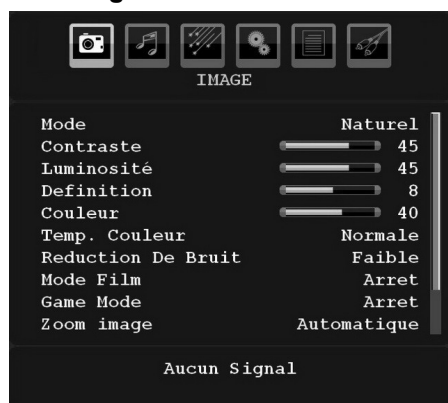 IMAGE
Mode Naturel
Contraste 45
Luminosité 45
Definition 8
Couleur 40
Temp. Couleur Normale
Reduction De Bruit Faible
Mode Film Arret
Game Mode Arret
Zoom image Automatique
Aucun Signal